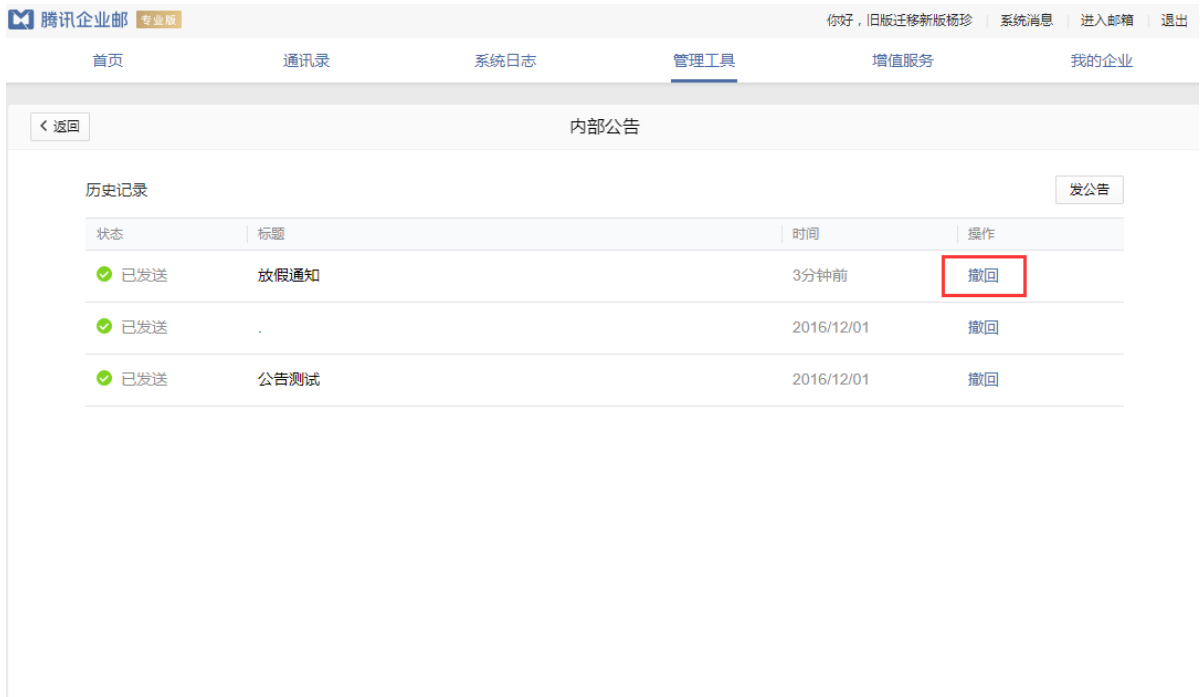 腾讯企业邮 专业版 你好，旧版迁移新版杨珍 系统消息 进入邮箱 退出
首页 通讯录 系统日志 管理工具 增值服务 我的企业
返回 内部公告
历史记录 发公告
状态 标题 时间 操作
已发送 放假通知 3分钟前 撤回
已发送 . 2016/12/01 撤回
已发送 公告测试 2016/12/01 撤回